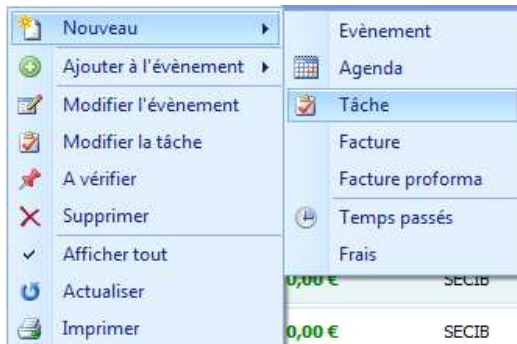 Nouveau
Ajouter à l'évènement
Modifier l'évènement
Modifier la tâche
A vérifier
Supprimer
Afficher tout
Actualiser
Imprimer
Evènement
Agenda
Tâche
Facture
Facture proforma
Temps passés
Frais
0,00 € SECIB
0,00 € SECIB